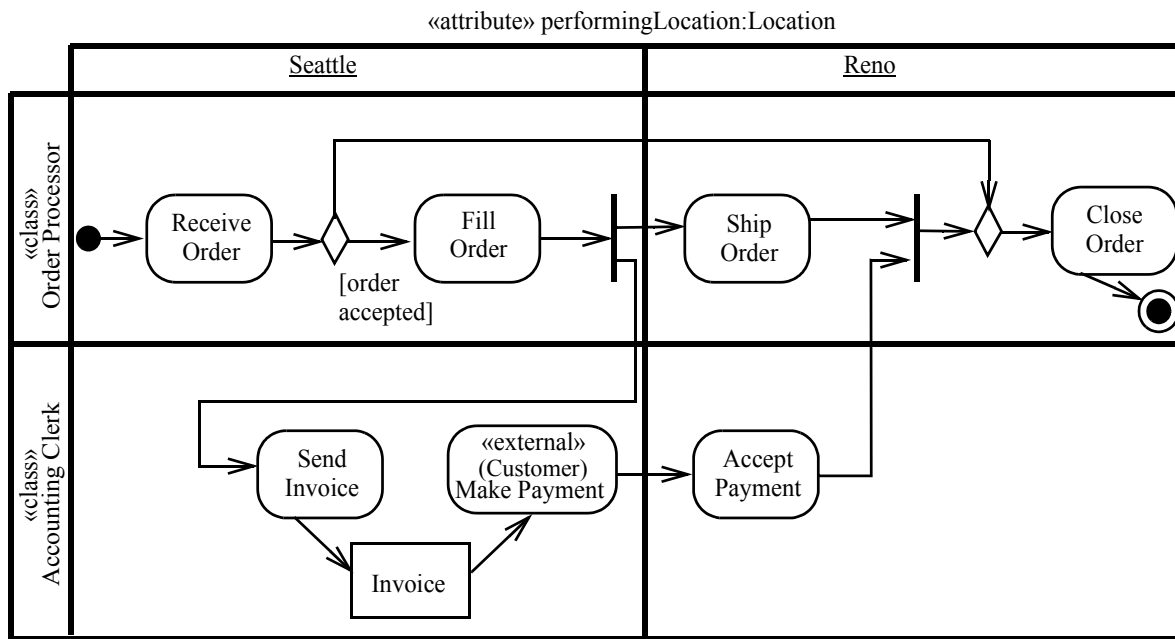 «attribute» performingLocation:Location
Seattle
Reno
«class»
Order Processor
Receive
Order
[order
accepted]
Fill
Order
Ship
Order
Close
Order
«class»
Accounting Clerk
Send
Invoice
Invoice
«external»
(Customer)
Make Payment
Accept
Payment